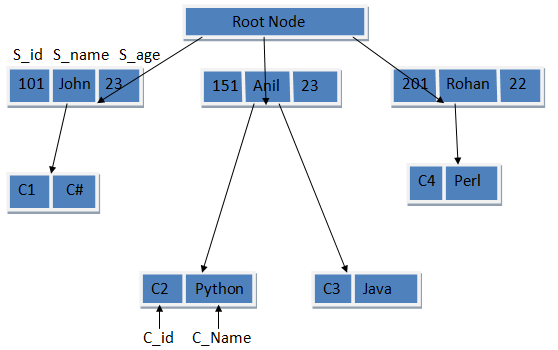 Root Node
S_id S_name S_age
101 John 23
151 Anil 23
201 Rohan 22
C1 C#
C4 Perl
C2 Python
C3 Java
C_id C_Name